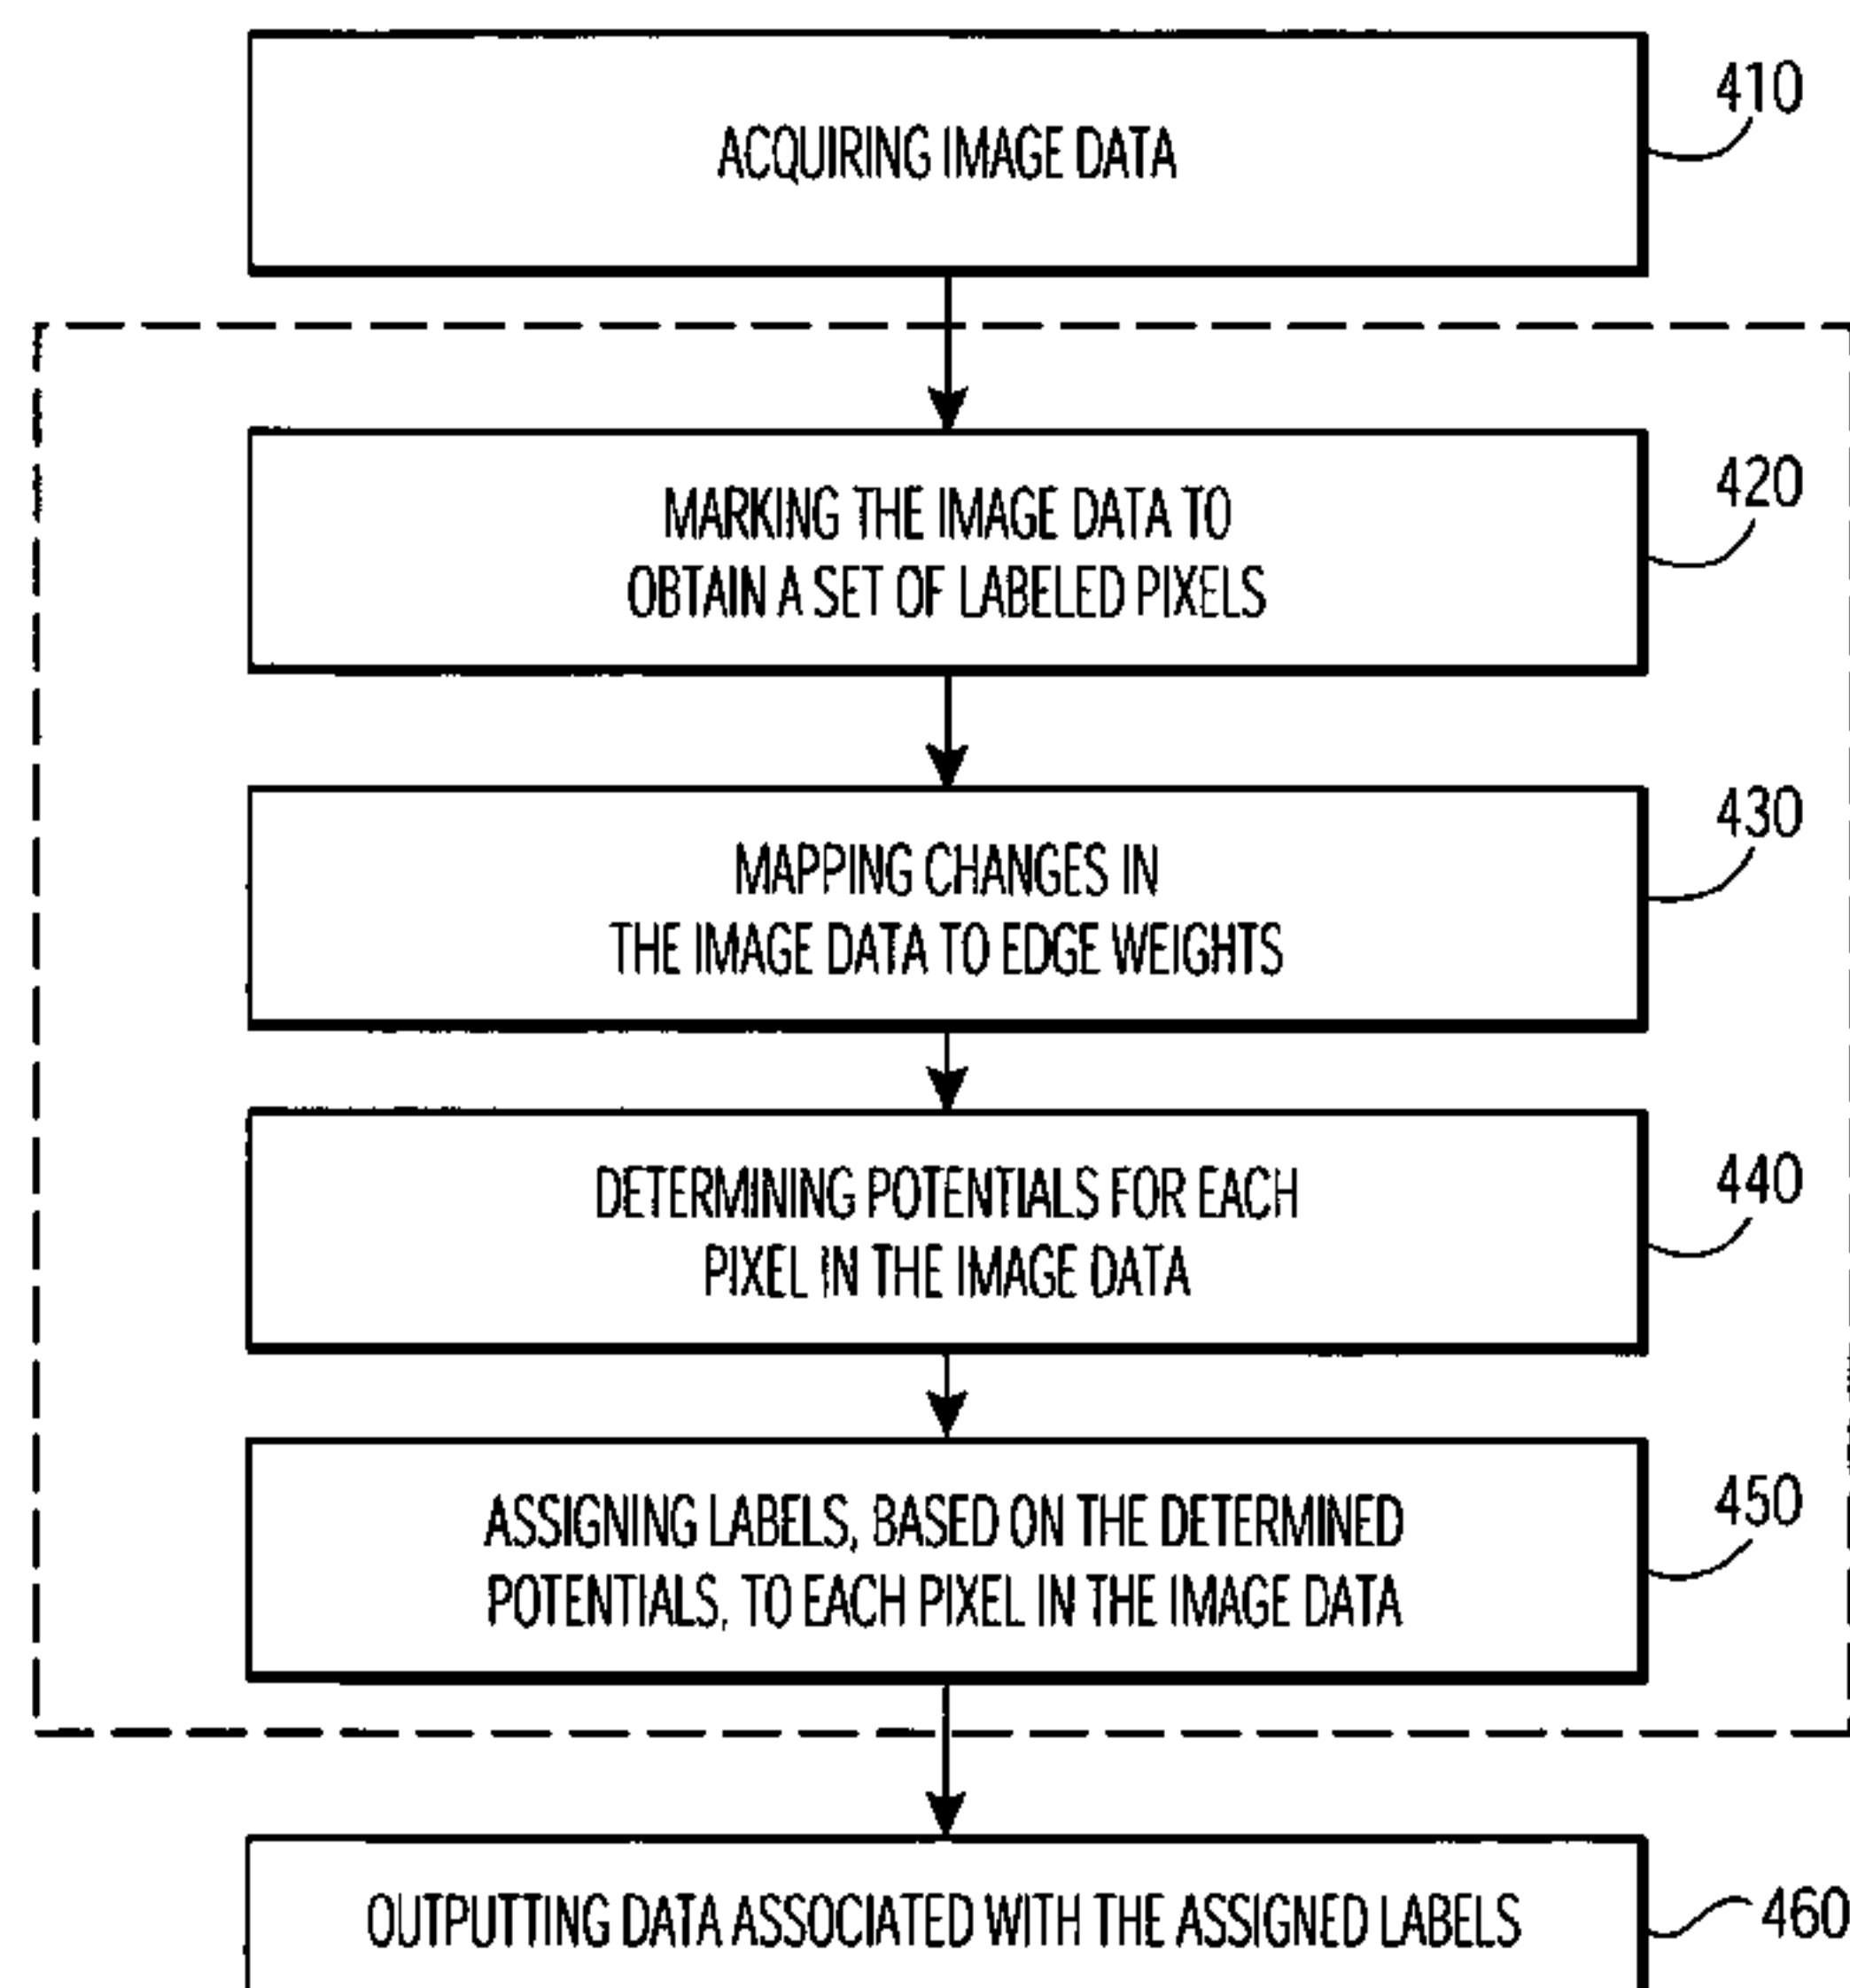 410
ACQUIRING IMAGE DATA
420
MARKING THE IMAGE DATA TO
OBTAIN A SET OF LABELED PIXELS
430
MAPPING CHANGES IN
THE IMAGE DATA TO EDGE WEIGHTS
440
DETERMINING POTENTIALS FOR EACH
PIXEL IN THE IMAGE DATA
450
ASSIGNING LABELS, BASED ON THE DETERMINED
POTENTIALS, TO EACH PIXEL IN THE IMAGE DATA
OUTPUTTING DATA ASSOCIATED WITH THE ASSIGNED LABELS
460